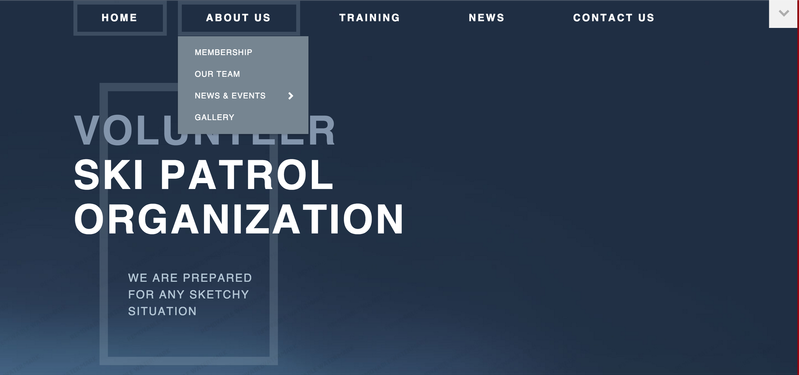 HOME
ABOUT US
TRAINING
NEWS
CONTACT US
MEMBERSHIP
OUR TEAM
NEWS & EVENTS
GALLERY
VOLUNTEER
SKI PATROL
ORGANIZATION
WE ARE PREPARED
FOR ANY SKETCHY
SITUATION